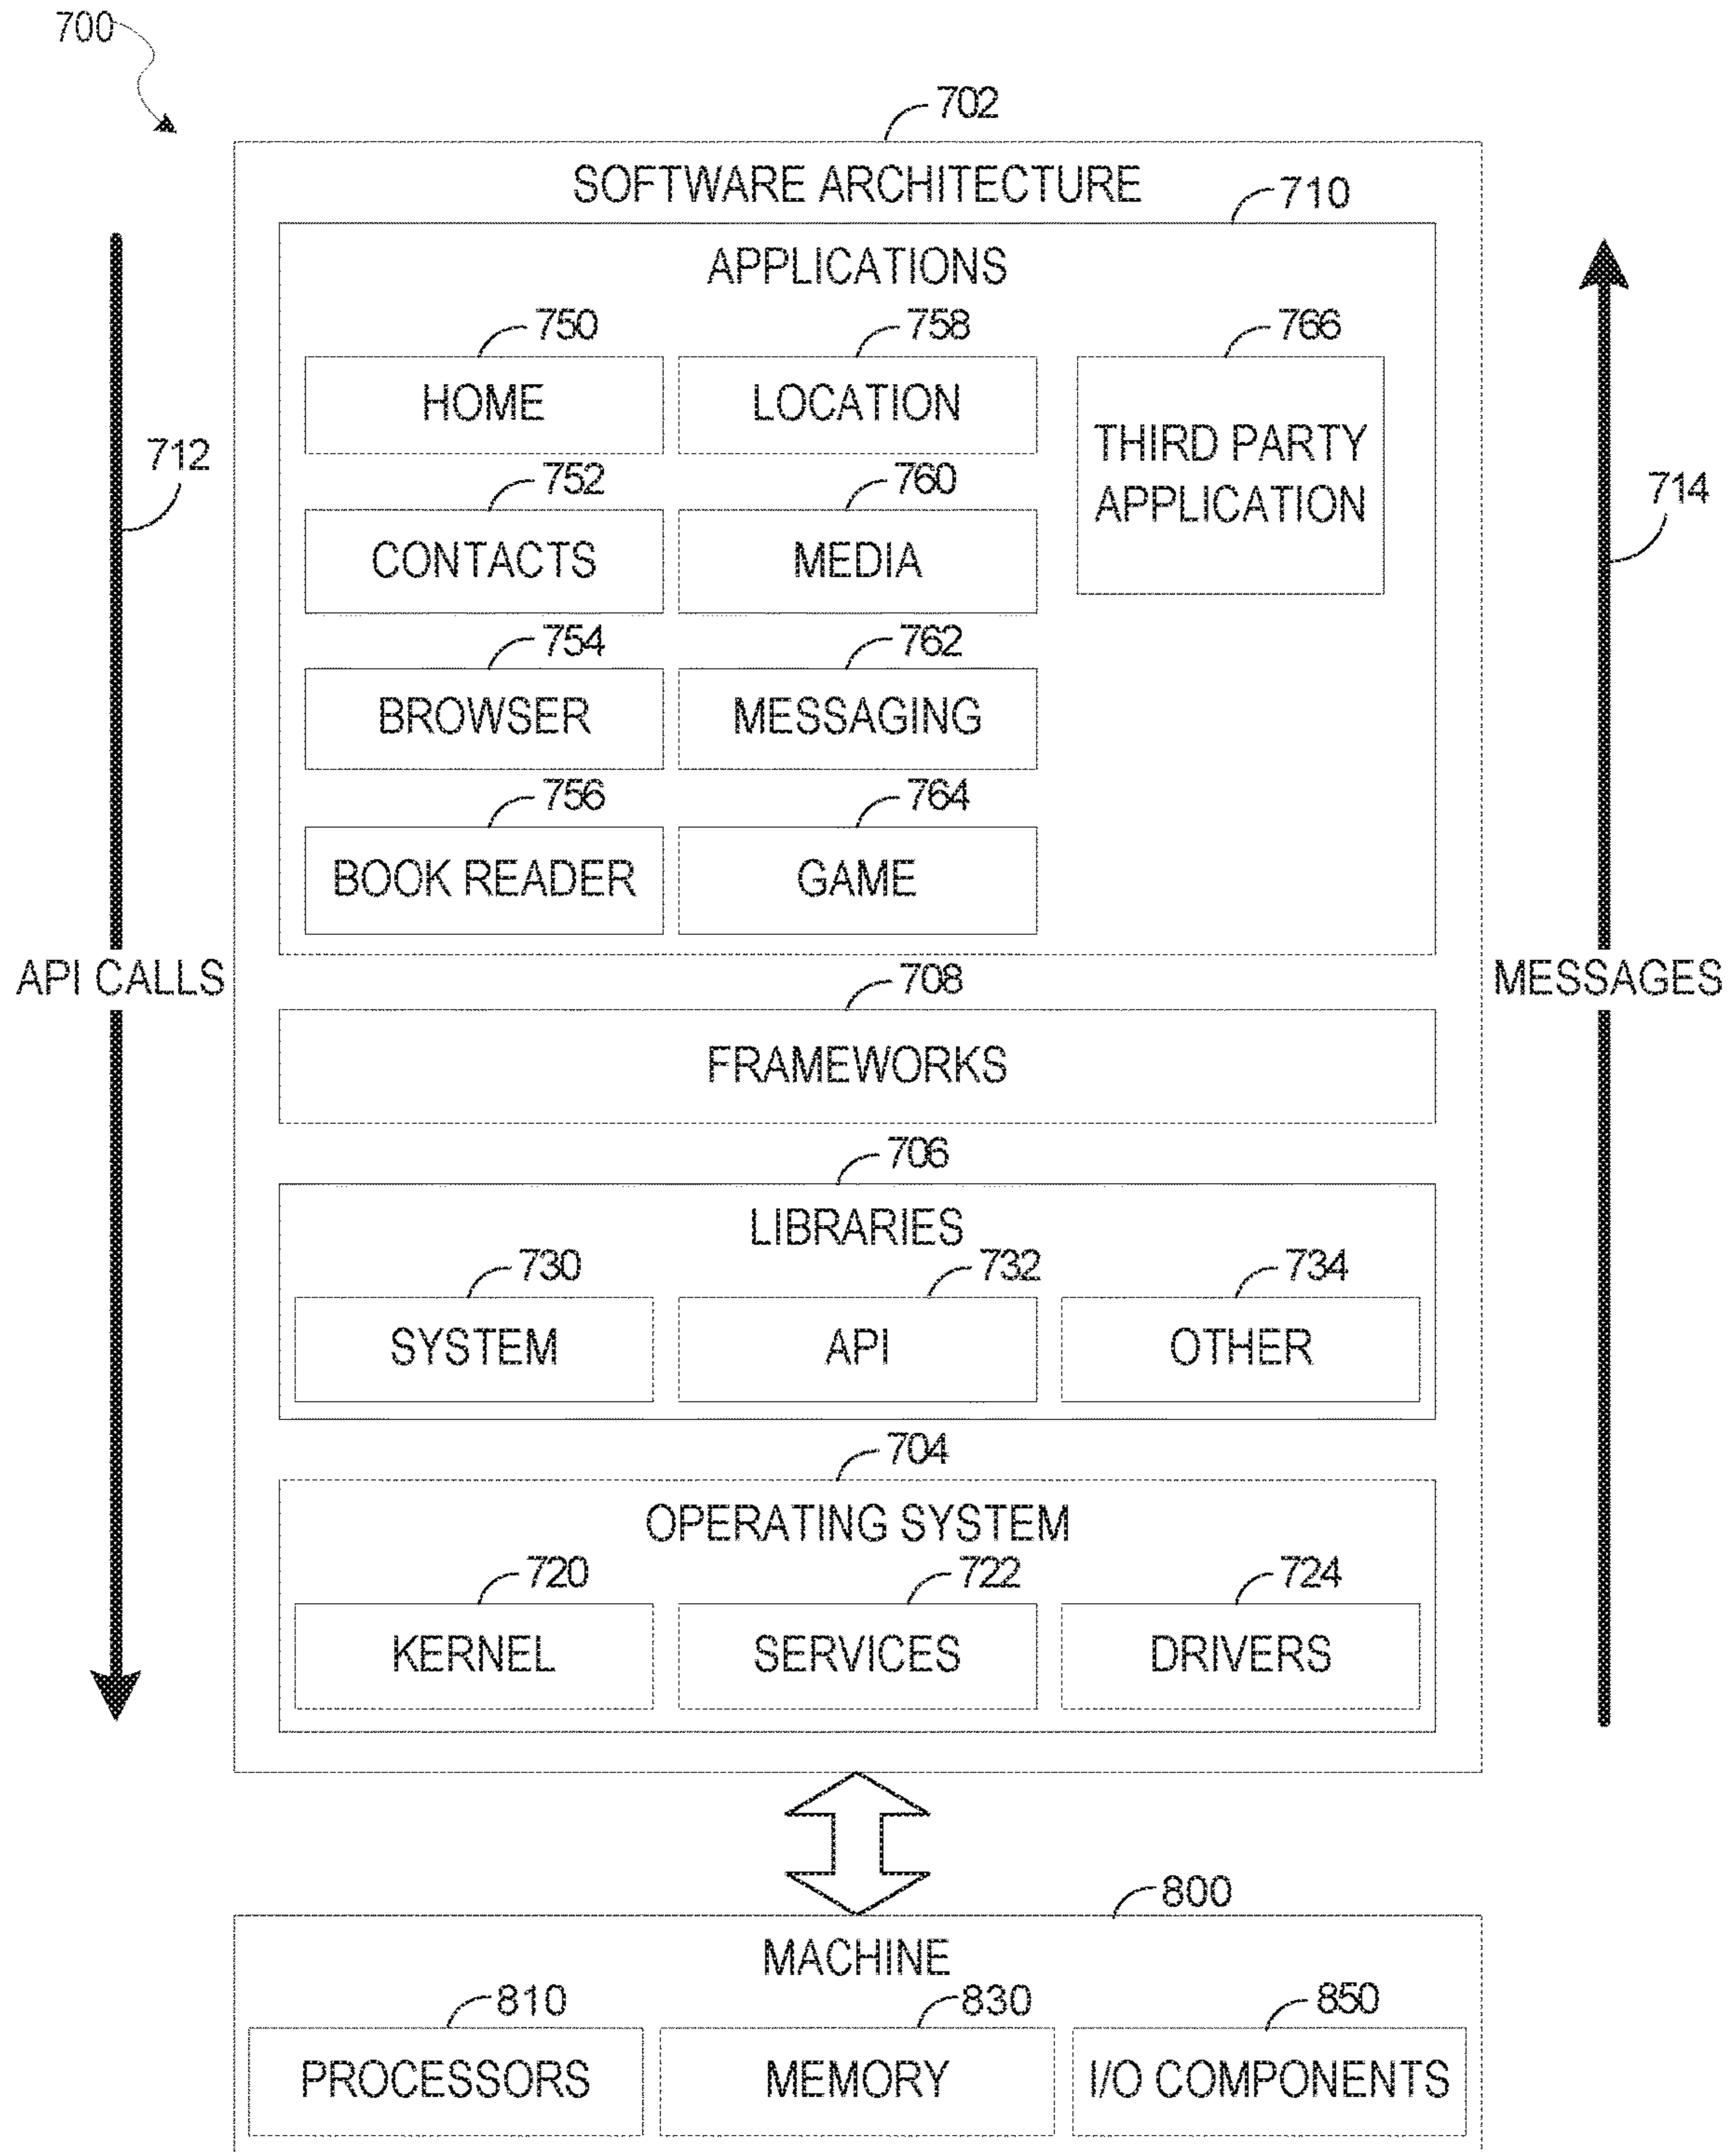 700
702
SOFTWARE ARCHITECTURE
710
APPLICATIONS
750
758
766
HOME
LOCATION
THIRD PARTY
APPLICATION
712
752
760
714
CONTACTS
MEDIA
754
762
BROWSER
MESSAGING
756
764
BOOK READER
GAME
API CALLS
MESSAGES
708
FRAMEWORKS
706
LIBRARIES
730
732
734
SYSTEM
API
OTHER
704
OPERATING SYSTEM
720
722
724
KERNEL
SERVICES
DRIVERS
800
MACHINE
810
830
850
PROCESSORS
MEMORY
I/O COMPONENTS